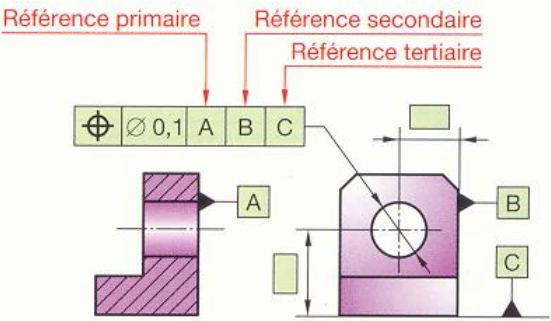 Référence primaire
Référence secondaire
Référence tertiaire
⌖ ∅ 0,1 A B C
A
B
C